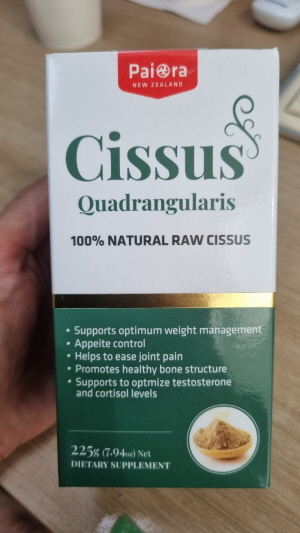 PaiOra
NEW ZEALAND
Cissus
Quadrangularis
100% NATURAL RAW CISSUS
• Supports optimum weight management
• Appeite control
• Helps to ease joint pain
• Promotes healthy bone structure
• Supports to optmize testosterone
and cortisol levels
225g (7.94oz) Net
DIETARY SUPPLEMENT